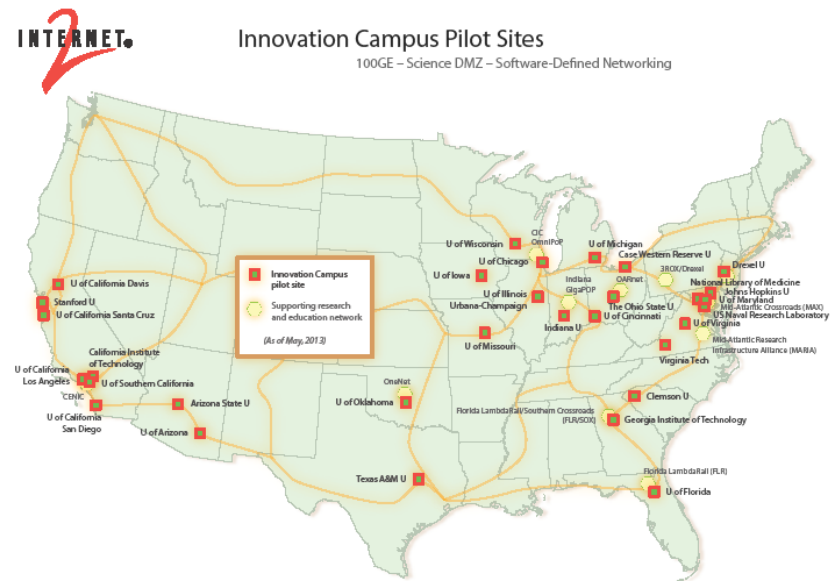 INTERNET
2
Innovation Campus Pilot Sites
100GE – Science DMZ – Software-Defined Networking
Innovation Campus
pilot site
Supporting research
and education network
(As of May, 2013)
U of California Davis
Stanford U
U of California Santa Cruz
California Institute
of Technology
U of California
Los Angeles
U of Southern California
CENIC
U of California
San Diego
Arizona State U
U of Arizona
U of Wisconsin
CIC
OmniPoP
U of Chicago
U of Iowa
U of Illinois
Urbana-Champaign
U of Missouri
Indiana
GigaPOP
Indiana U
U of Michigan
Case Western Reserve U
OARnet
The Ohio State U
U of Cincinnati
3ROX/Drexel
Drexel U
National Library of Medicine
Johns Hopkins U
U of Maryland
Mid-Atlantic Crossroads (MAX)
US Naval Research Laboratory
U of Virginia
Mid-Atlantic Research
Infrastructure Alliance (MARIA)
Virginia Tech
OneNet
U of Oklahoma
Texas A&M U
Florida LambdaRail/Southern Crossroads
(FLR/SOX)
Clemson U
Georgia Institute of Technology
Florida LambdaRail (FLR)
U of Florida